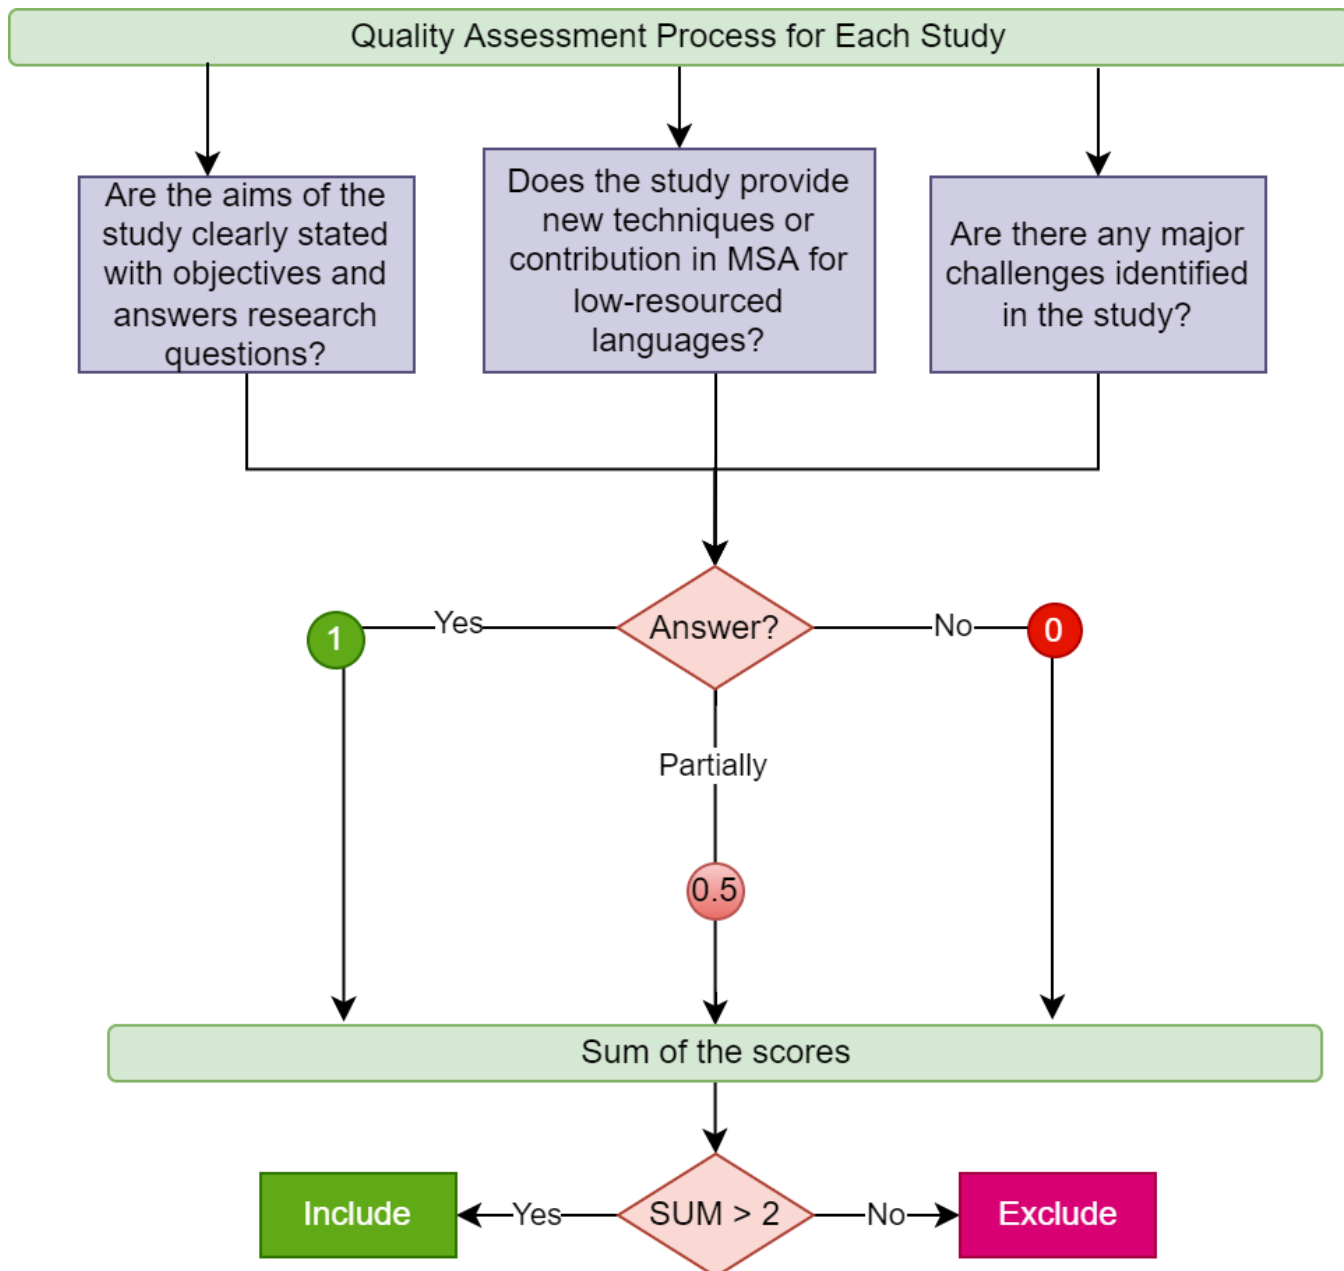 Quality Assessment Process for Each Study
Are the aims of the
study clearly stated
with objectives and
answers research
questions?
Does the study provide
new techniques or
contribution in MSA for
low-resourced
languages?
Are there any major
challenges identified
in the study?
Answer?
Yes
No
1
0
Partially
0.5
Sum of the scores
SUM > 2
Yes
No
Include
Exclude